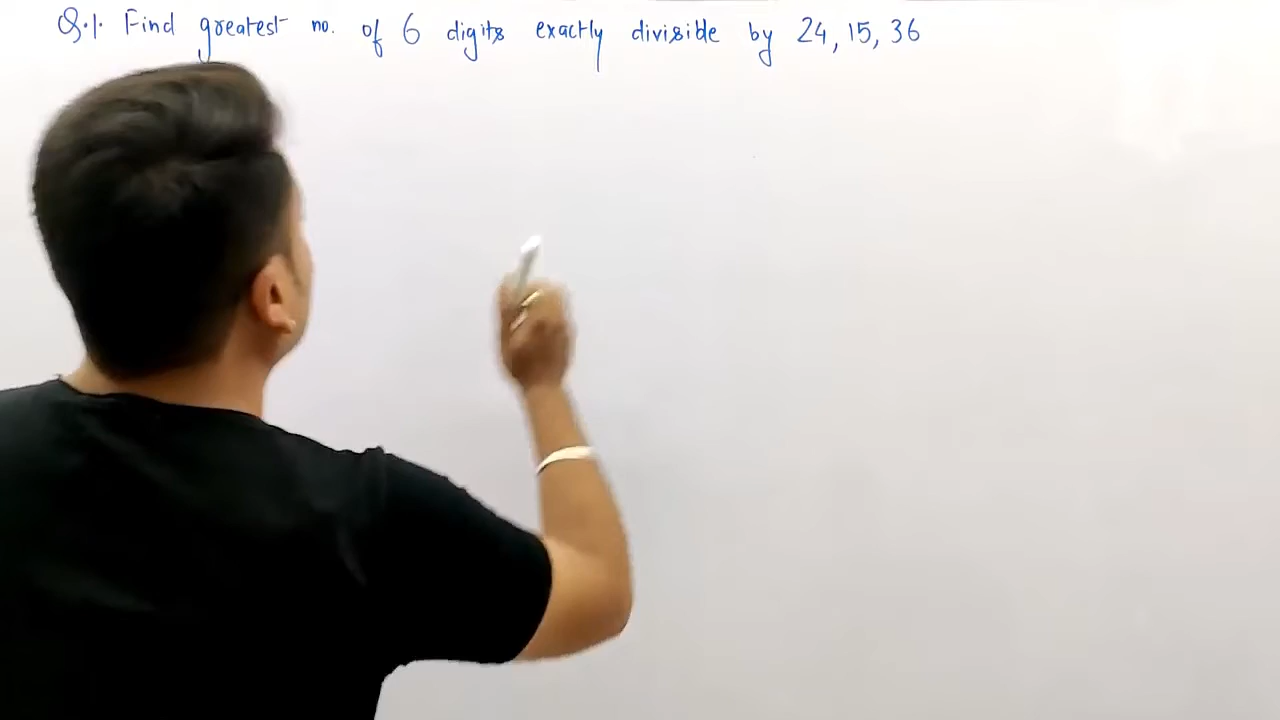 Q.1. Find greatest no. of 6 digits exactly divisible by 24, 15, 36